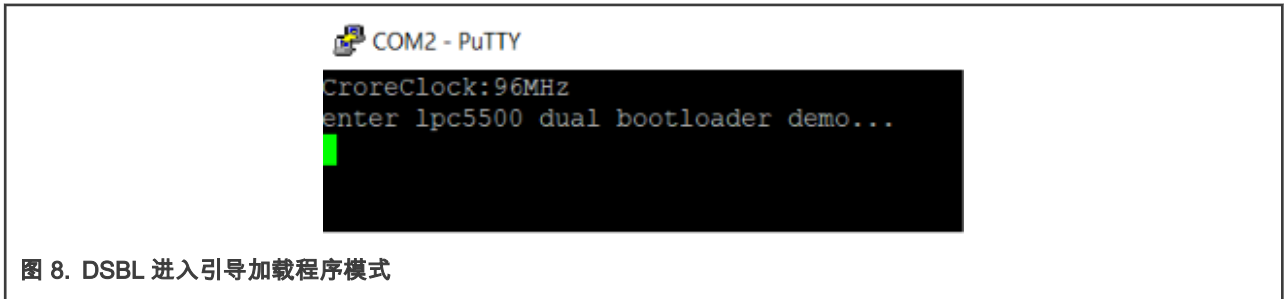 COM2 - PuTTY
CroreClock:96MHz
enter lpc5500 dual bootloader demo...
图 8. DSBL 进入引导加载程序模式